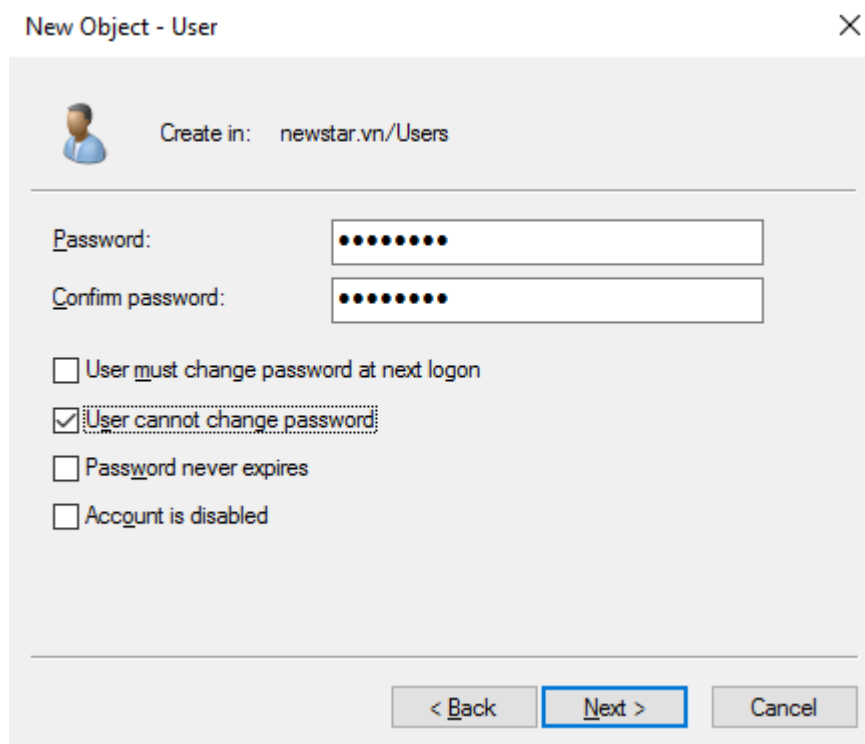 New Object - User
Create in: newstar.vn/Users
Password: ●●●●●●●●
Confirm password: ●●●●●●●●
User must change password at next logon
User cannot change password
Password never expires
Account is disabled
< Back Next > Cancel